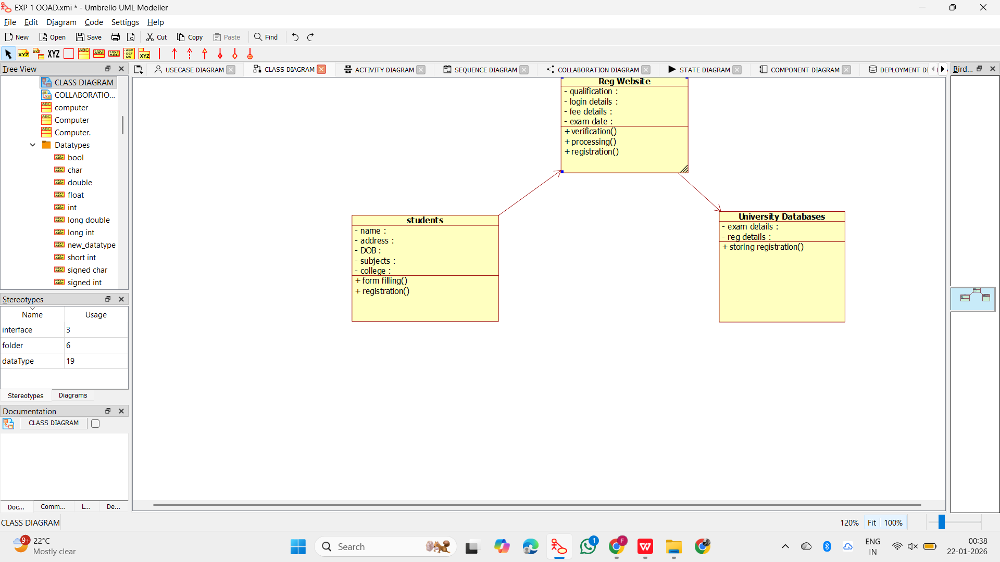 EXP 1 OOAD.xmi * - Umbrello UML Modeller
File Edit Diagram Code Settings Help
New Open Save Cut Copy Paste Find
XYZ XYZ XYZ ABC XYZ
Tree View
USECASE DIAGRAM
CLASS DIAGRAM
ACTIVITY DIAGRAM
SEQUENCE DIAGRAM
COLLABORATION DIAGRAM
STATE DIAGRAM
COMPONENT DIAGRAM
DEPLOYMENT DI
Bird...
CLASS DIAGRAM
COLLABORATIO...
computer
Computer
Computer.
Datatypes
bool
char
double
float
int
long double
long int
new_datatype
short int
signed char
signed int
Reg Website
- qualification :
- login details :
- fee details :
- exam date :
+ verification()
+ processing()
+ registration()
students
- name :
- address :
- DOB :
- subjects :
- college :
+ form filling()
+ registration()
University Databases
- exam details :
- reg details :
+ storing registration()
Stereotypes
Name Usage
interface 3
folder 6
dataType 19
Stereotypes Diagrams
Documentation
CLASS DIAGRAM
Doc... Comm... L... De...
CLASS DIAGRAM
120% Fit 100%
9+
22°C
Mostly clear
Search
1
F
ENG
IN
00:38
22-01-2026